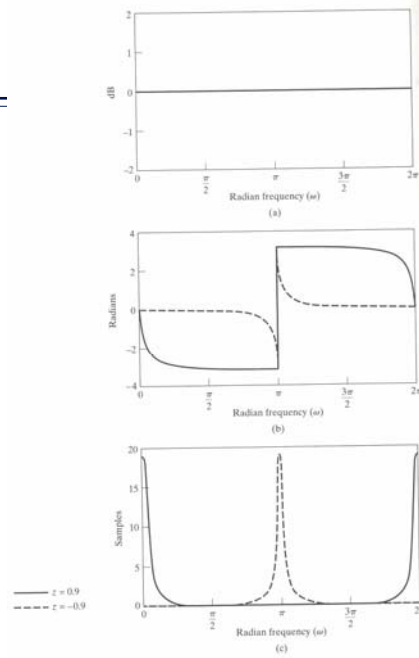 2
1
0
-1
-2
dB
0
π/2
π
3π/2
2π
Radian frequency (ω)
(a)
4
2
0
-2
-4
Radians
0
π/2
π
3π/2
2π
Radian frequency (ω)
(b)
20
15
10
5
0
Samples
0
π/2
π
3π/2
2
Radian frequency (ω)
(c)
z = 0.9
z = -0.9